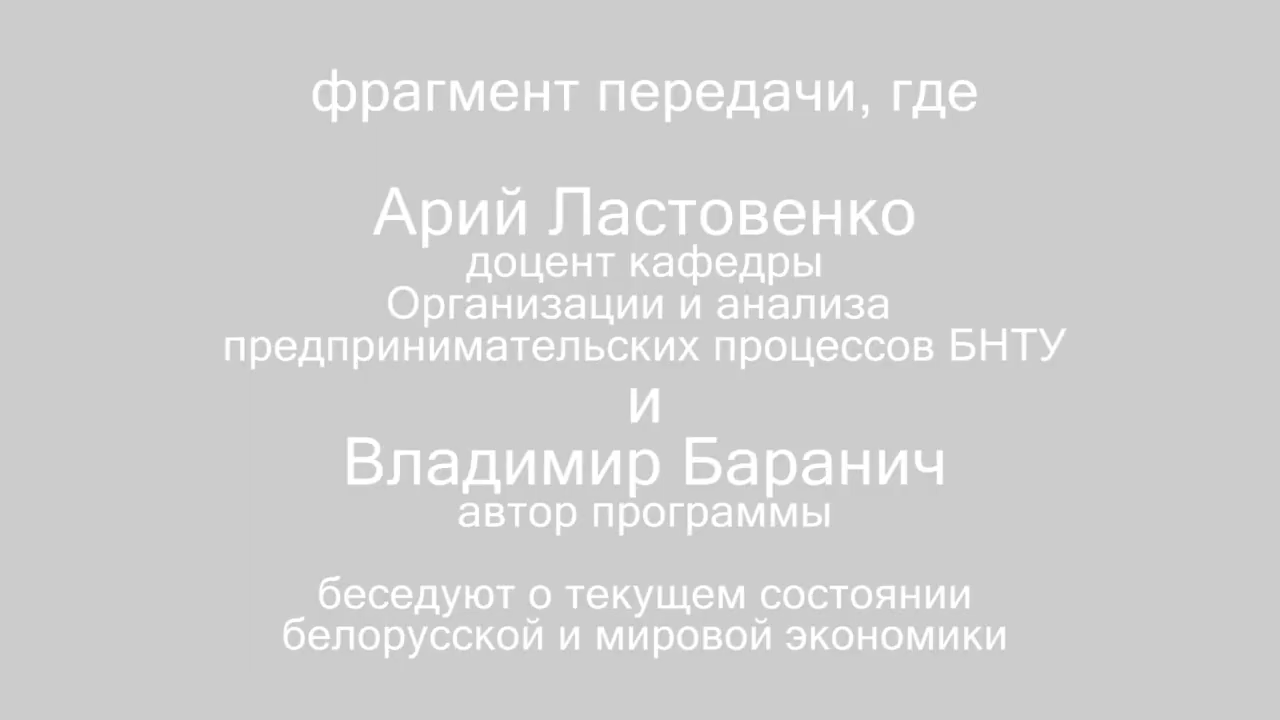 фрагмент передачи, где
Арий Ластовенко
доцент кафедры
Организации и анализа
предпринимательских процессов БНТУ
и
Владимир Баранич
автор программы
беседуют о текущем состоянии
белорусской и мировой экономики